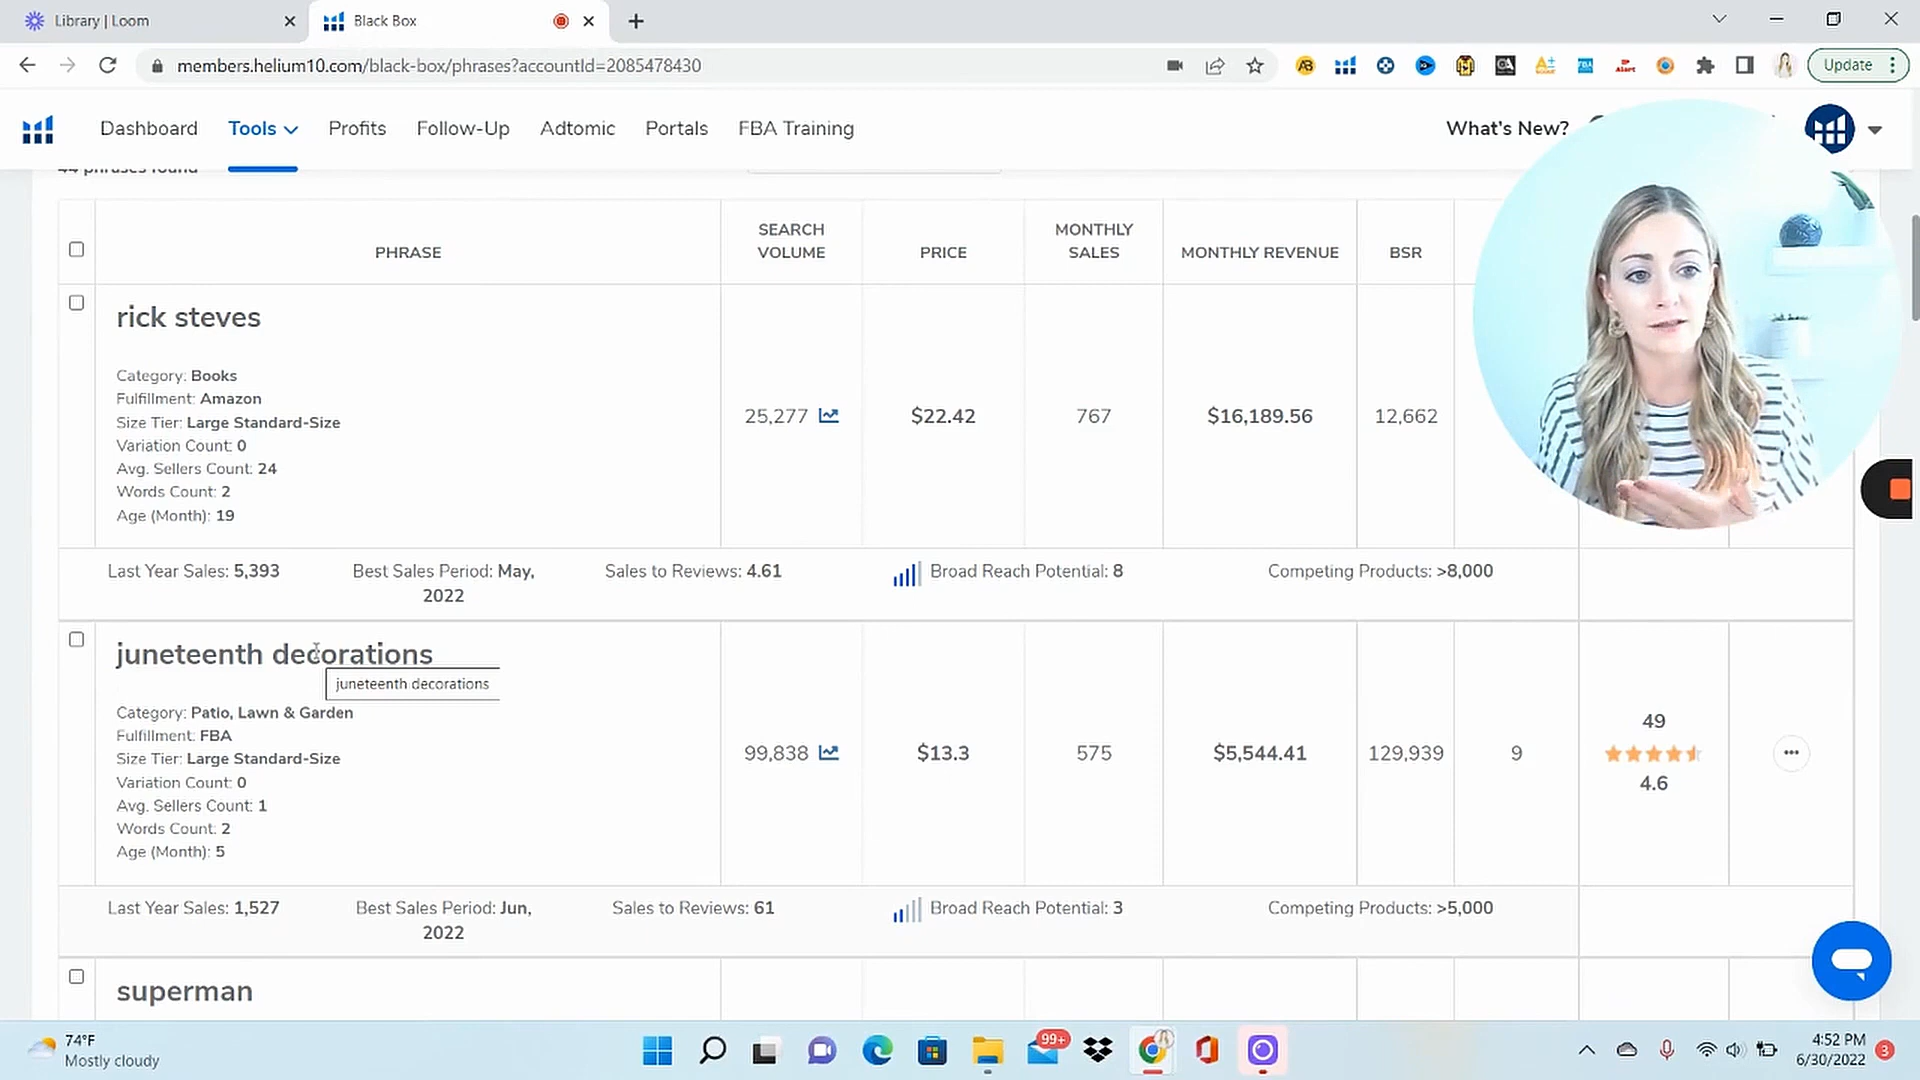 Library | Loom
Black Box
members.helium10.com/black-box/phrases?accountId=2085478430
Update
Dashboard Tools Profits Follow-Up Adtomic Portals FBA Training What's New?
44 phrases found
PHRASE SEARCH VOLUME PRICE MONTHLY SALES MONTHLY REVENUE BSR
rick steves
Category: Books
Fulfillment: Amazon
Size Tier: Large Standard-Size
Variation Count: 0
Avg. Sellers Count: 24
Words Count: 2
Age (Month): 19
25,277 $22.42 767 $16,189.56 12,662
Last Year Sales: 5,393 Best Sales Period: May, 2022 Sales to Reviews: 4.61 Broad Reach Potential: 8 Competing Products: >8,000
juneteenth decorations
juneteenth decorations
Category: Patio, Lawn & Garden
Fulfillment: FBA
Size Tier: Large Standard-Size
Variation Count: 0
Avg. Sellers Count: 1
Words Count: 2
Age (Month): 5
99,838 $13.3 575 $5,544.41 129,939 9
49
4.6
Last Year Sales: 1,527 Best Sales Period: Jun, 2022 Sales to Reviews: 61 Broad Reach Potential: 3 Competing Products: >5,000
superman
74°F
Mostly cloudy
99+
4:52 PM
6/30/2022
3